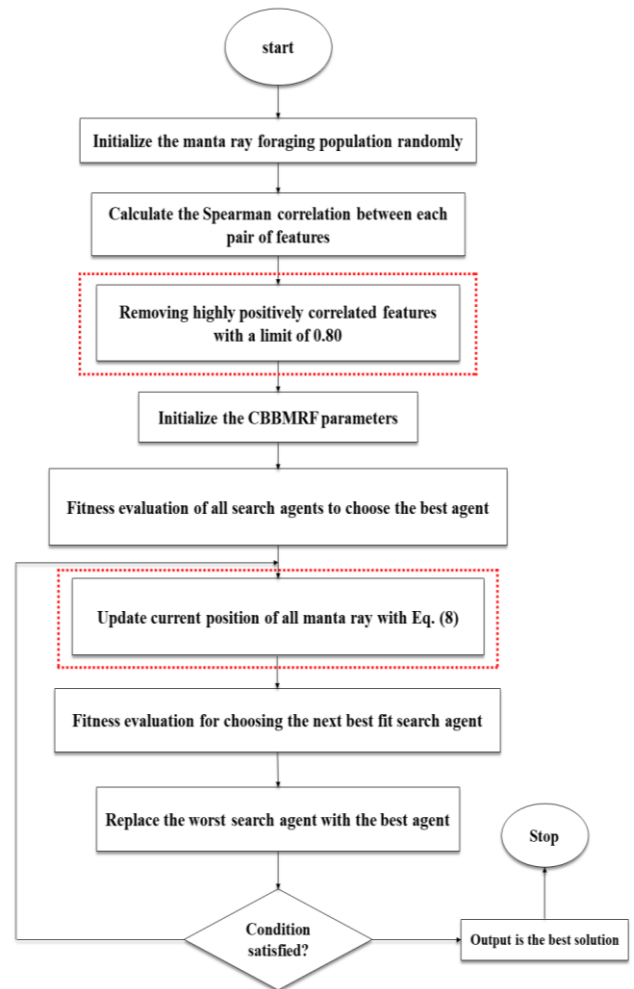 start
Initialize the manta ray foraging population randomly
Calculate the Spearman correlation between each
pair of features
Removing highly positively correlated features
with a limit of 0.80
Initialize the CBBMRF parameters
Fitness evaluation of all search agents to choose the best agent
Update current position of all manta ray with Eq. (8)
Fitness evaluation for choosing the next best fit search agent
Replace the worst search agent with the best agent
Stop
Condition
satisfied?
Output is the best solution